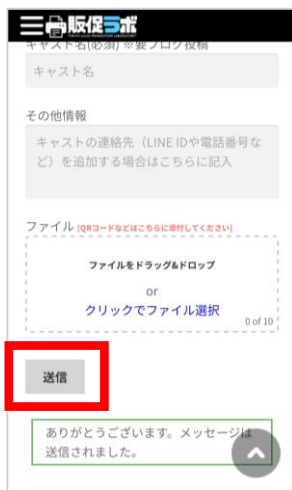 販促ラボ
キャスト名(必須) ※要ブログ投稿
キャスト名
その他情報
キャストの連絡先（LINE IDや電話番号な
ど）を追加する場合はこちらに記入
ファイル (QRコードなどはこちらに添付してください)
ファイルをドラッグ&ドロップ
or
クリックでファイル選択
0 of 10
送信
ありがとうございます。メッセージは
送信されました。